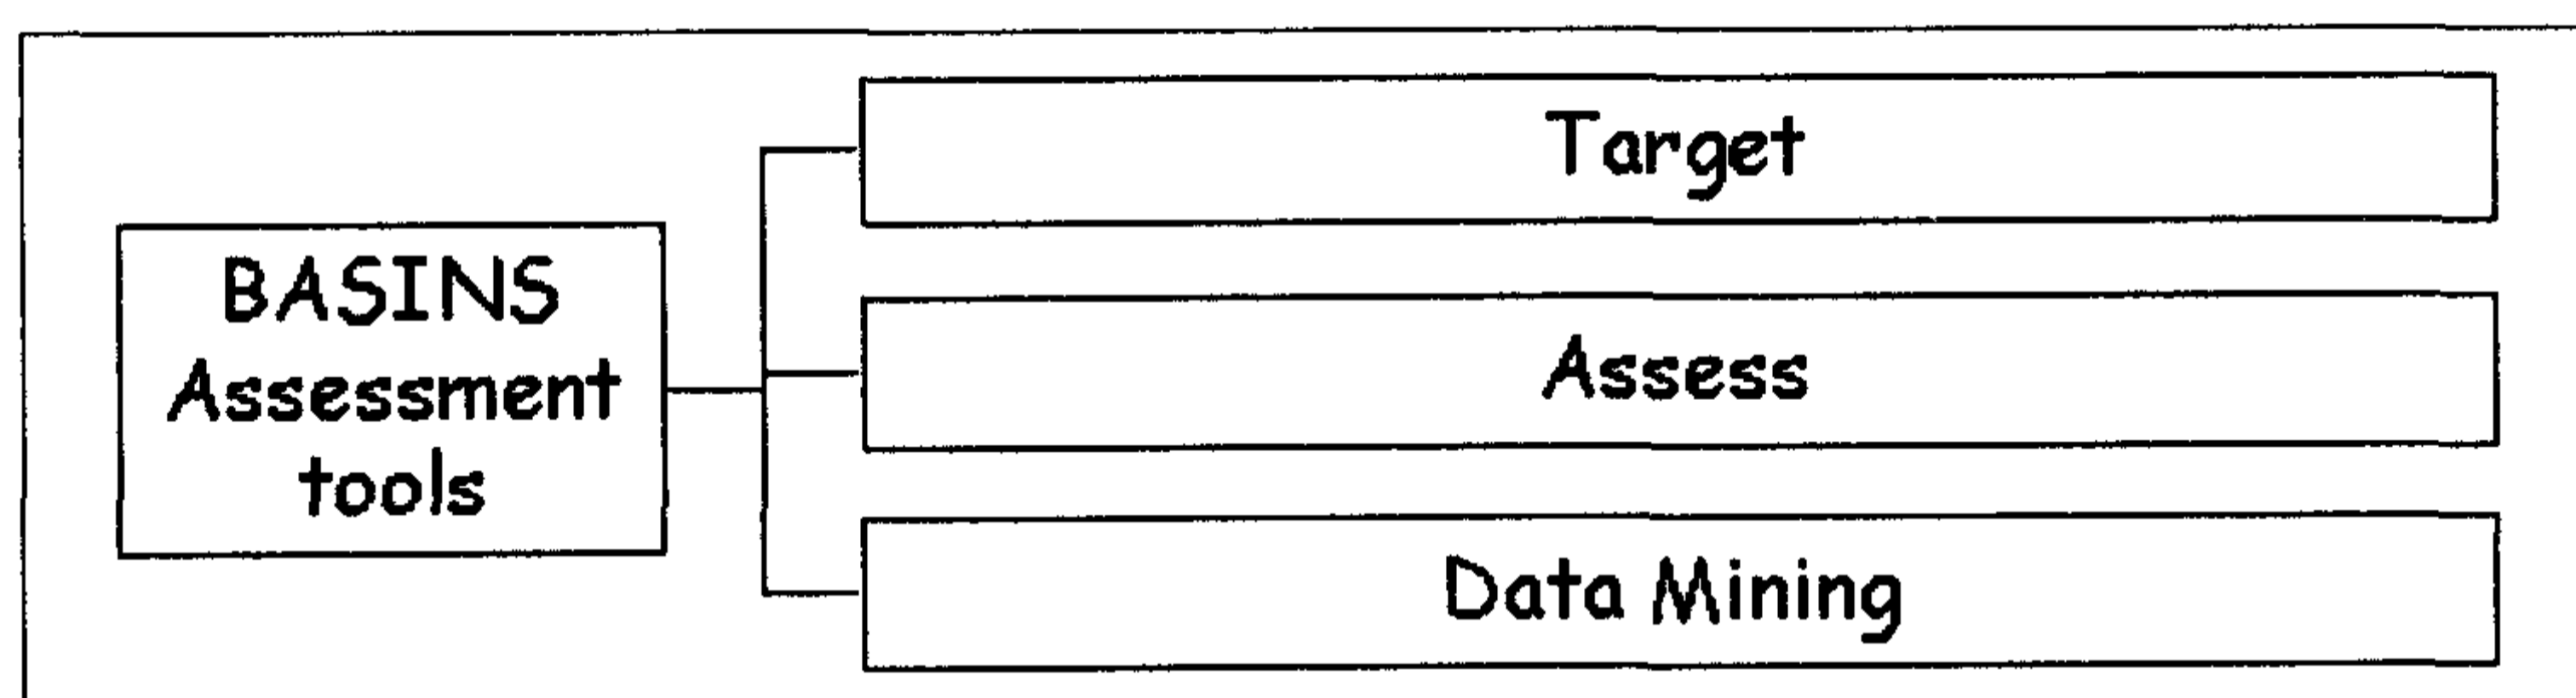 Target
BASINS
Assessment
tools
Assess
Data Mining